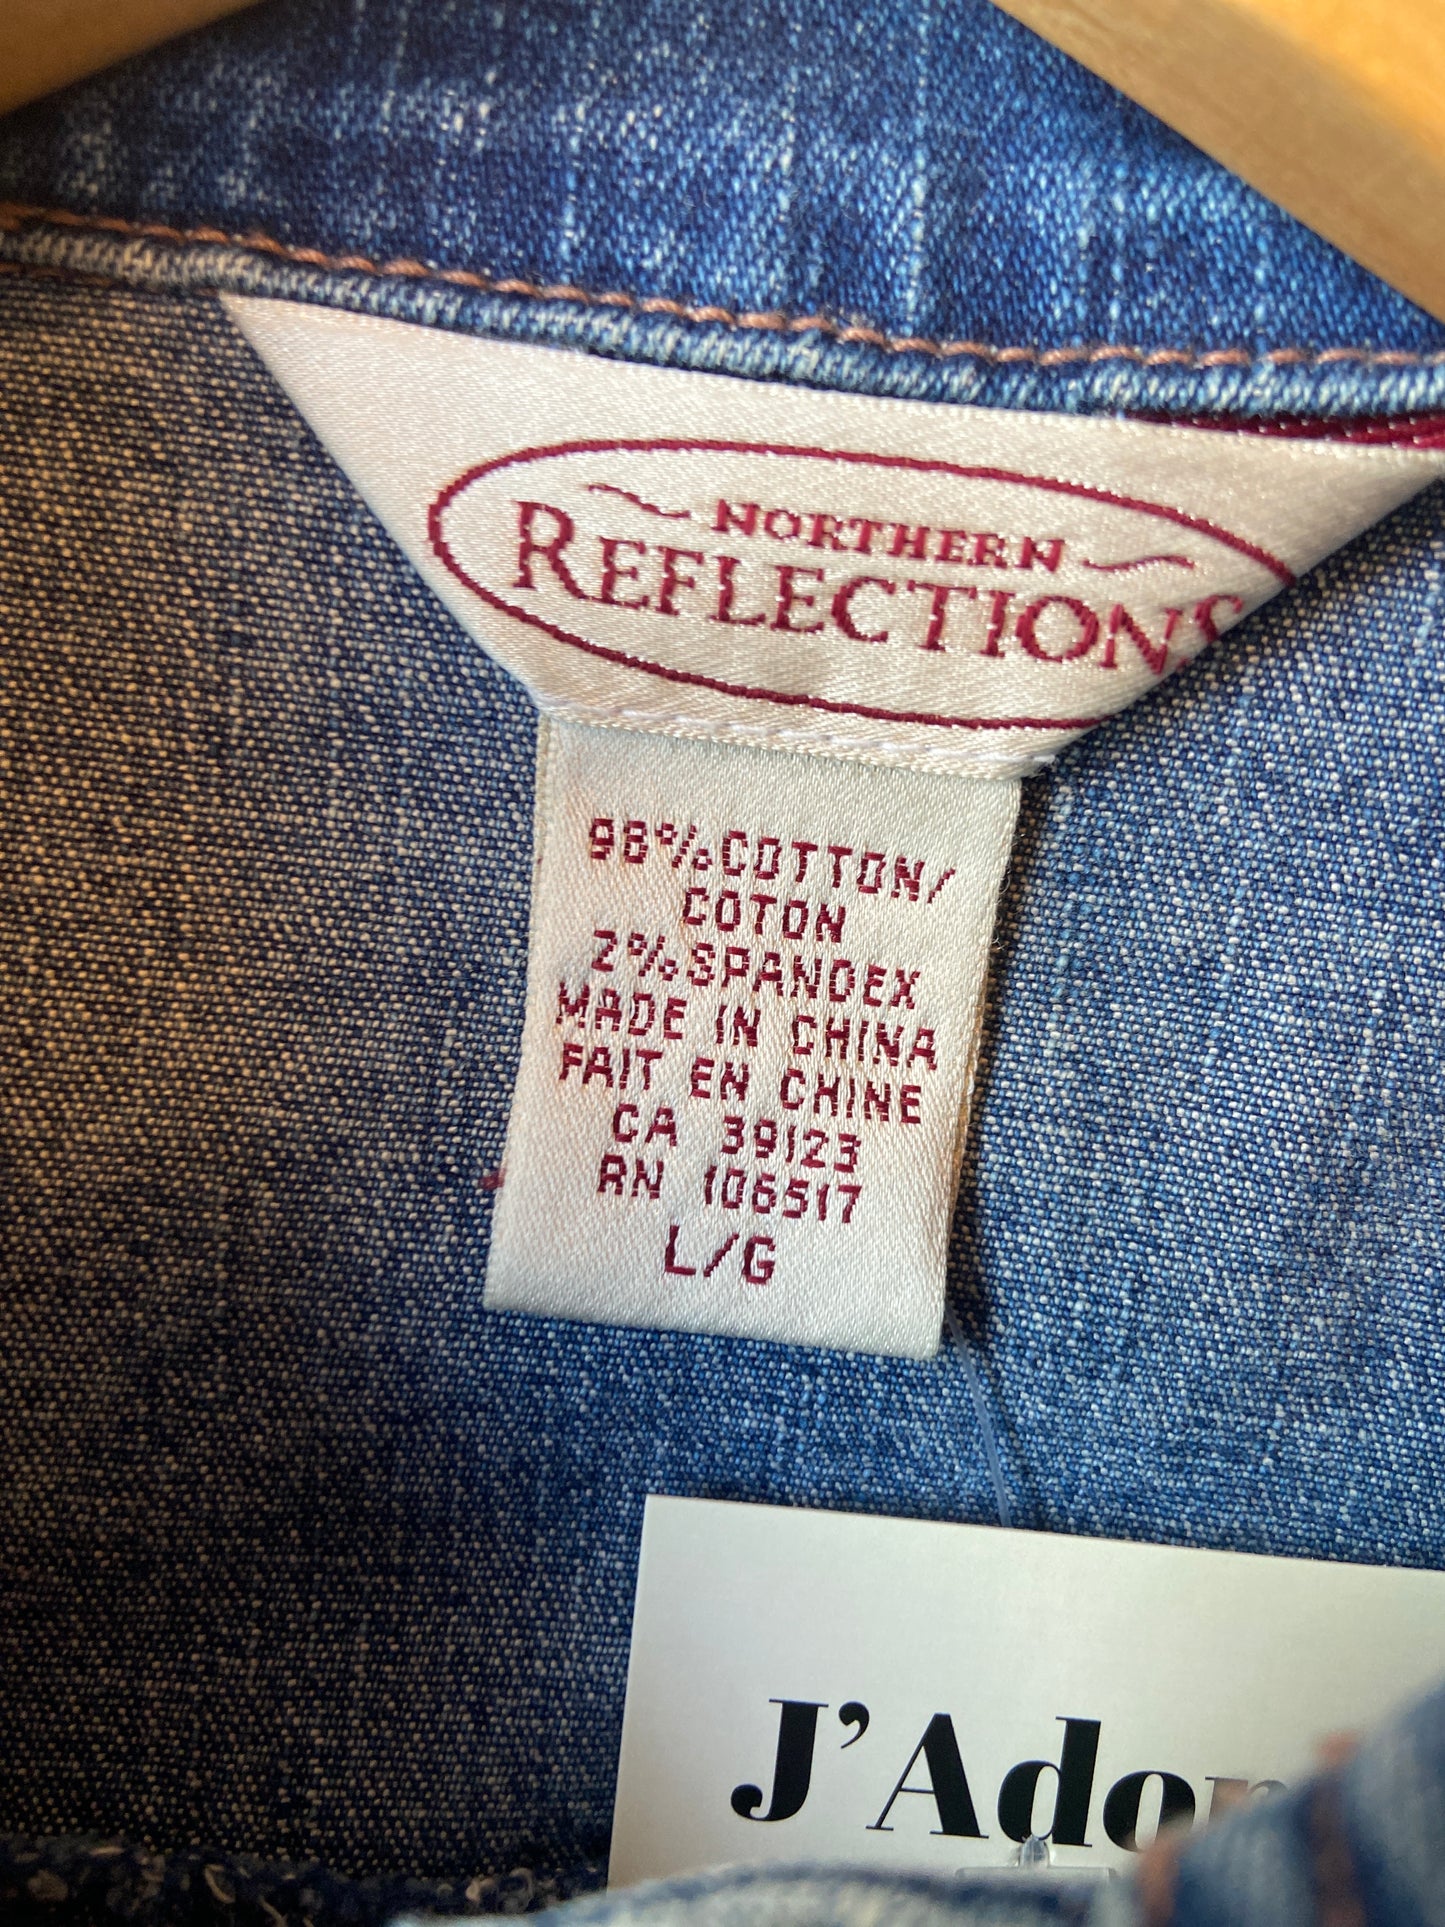 NORTHERN
REFLECTIONS
98% COTTON/
COTON
2% SPANDEX
MADE IN CHINA
FAIT EN CHINE
CA 39123
RN 106517
L/G
J'Ador